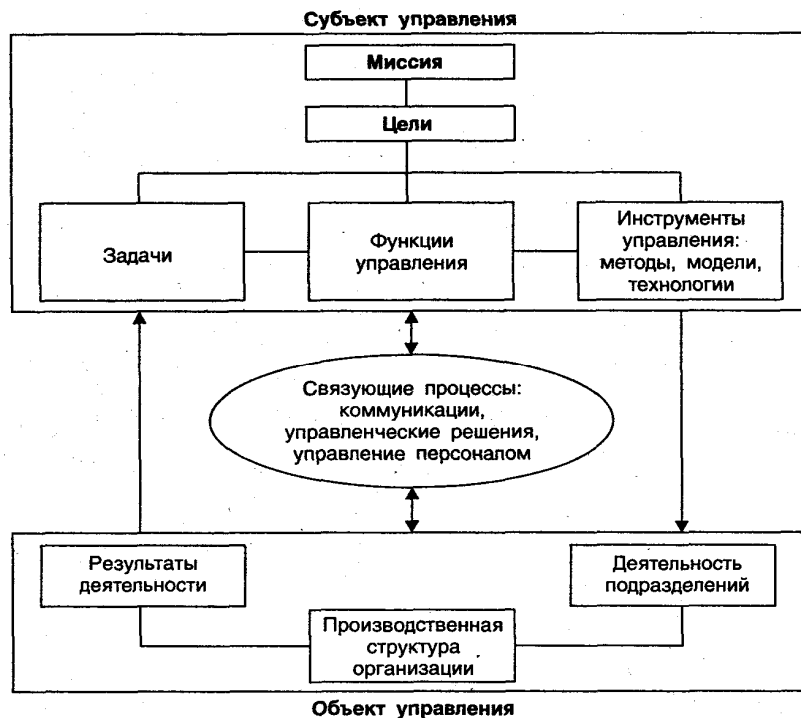 Субъект управления
Миссия
Цели
Задачи
Функции
управления
Инструменты
управления:
методы, модели,
технологии
Связующие процессы:
коммуникации,
управленческие решения,
управление персоналом
Результаты
деятельности
Деятельность
подразделений
Производственная
структура
организации
Объект управления